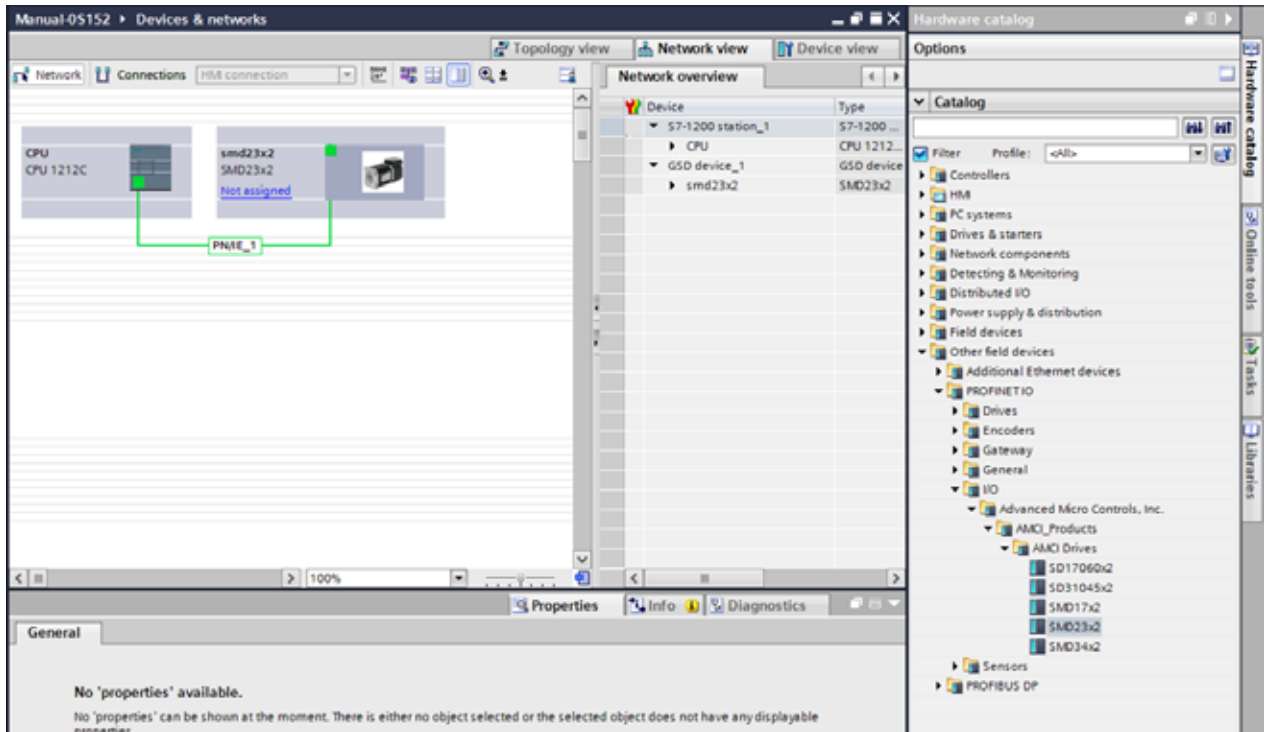 Manual-0S152 ▸ Devices & networks
Topology view
Network view
Device view
Network
Connections
HMI connection
CPU
CPU 1212C
smd23x2
SMD23x2
Not assigned
PN/IE_1
100%
Network overview
Device Type
S7-1200 station_1 S7-1200 ...
CPU CPU 1212...
GSD device_1 GSD device
smd23x2 SMD23x2
Properties
Info
Diagnostics
General
No 'properties' available.
No 'properties' can be shown at the moment. There is either no object selected or the selected object does not have any displayable
properties.
Hardware catalog
Options
Catalog
Filter Profile: <All>
Controllers
HMI
PC systems
Drives & starters
Network components
Detecting & Monitoring
Distributed I/O
Power supply & distribution
Field devices
Other field devices
Additional Ethernet devices
PROFINET IO
Drives
Encoders
Gateway
General
I/O
Advanced Micro Controls, Inc.
AMCI_Products
AMCI Drives
SD17060x2
SD31045x2
SMD17x2
SMD23x2
SMD34x2
Sensors
PROFIBUS DP
Hardware catalog
Online tools
Tasks
Libraries